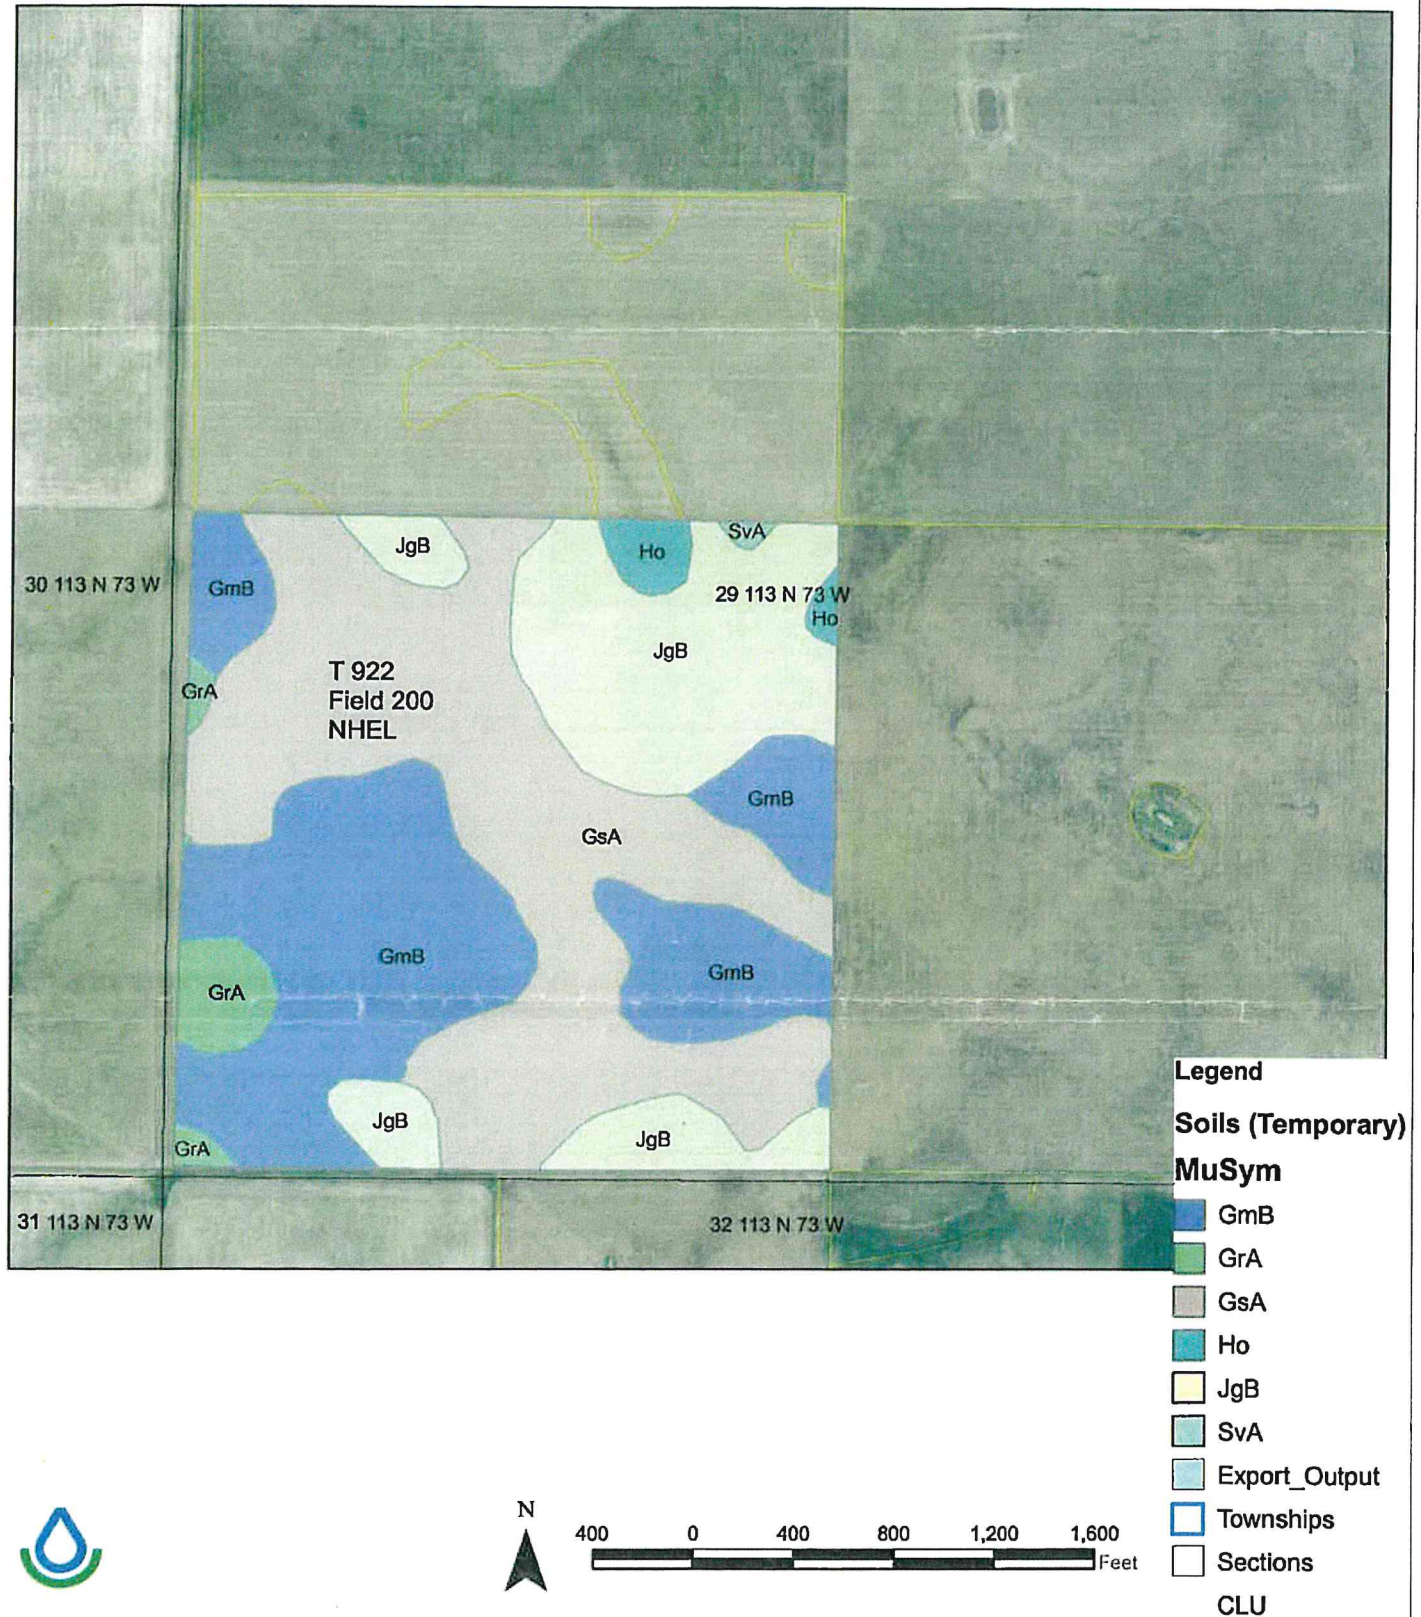 JgB
Ho
SvA
GmB
30 113 N 73 W
29 113 N 73 W
Ho
JgB
T 922
Field 200
NHEL
GrA
GmB
GsA
GmB
GmB
GrA
JgB
JgB
GrA
31 113 N 73 W
32 113 N 73 W
Legend
Soils (Temporary)
MuSym
GmB
GrA
GsA
Ho
JgB
SvA
Export_Output
Townships
Sections
CLU
N
400 0 400 800 1,200 1,600
Feet